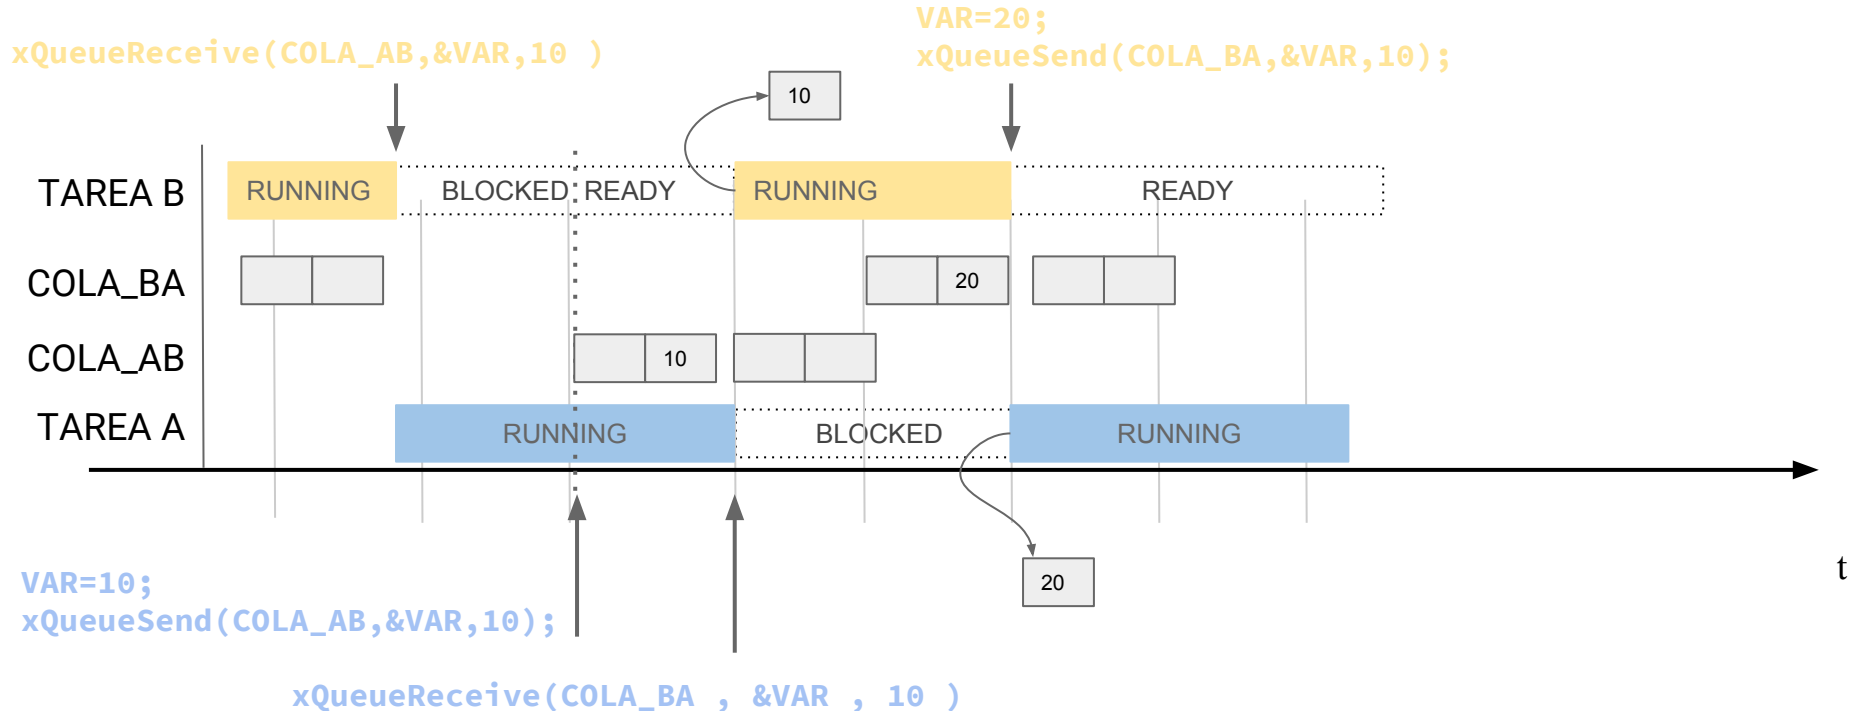 VAR=20;
xQueueReceive(COLA_AB,&VAR,10 )
xQueueSend(COLA_BA,&VAR,10);
10
TAREA B
RUNNING
BLOCKED
READY
RUNNING
READY
COLA_BA
20
COLA_AB
10
TAREA A
RUNNING
BLOCKED
RUNNING
t
VAR=10;
20
xQueueSend(COLA_AB,&VAR,10);
xQueueReceive(COLA_BA , &VAR , 10 )